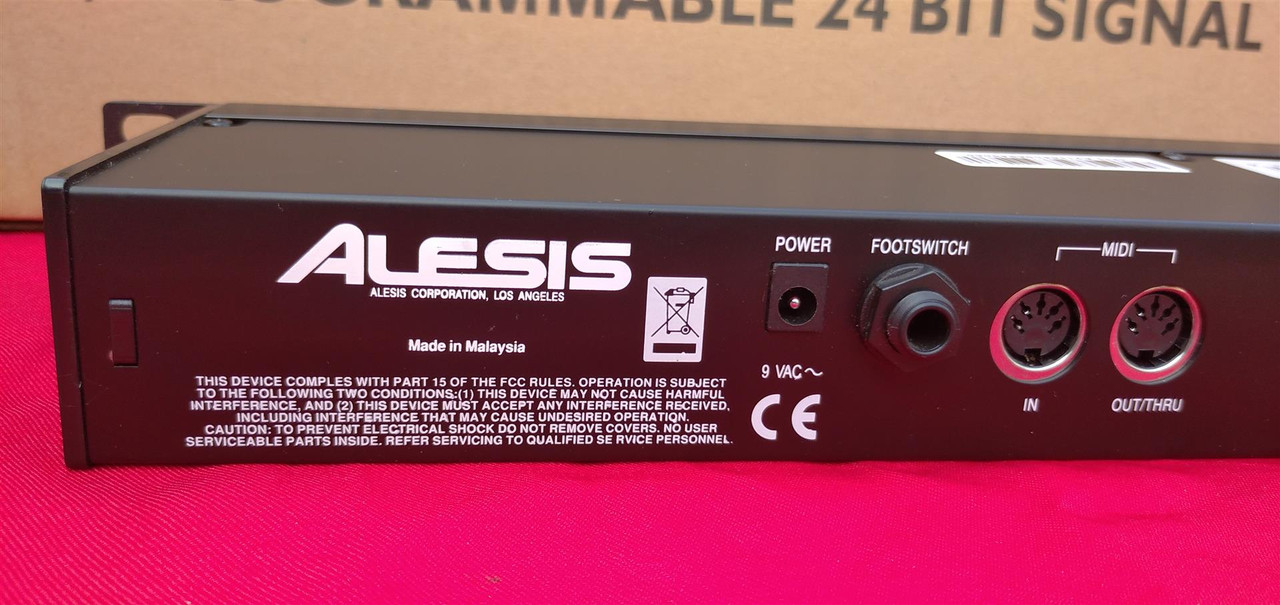 PROGRAMMABLE 24 BIT SIGNAL
ALESIS
ALESIS CORPORATION, LOS ANGELES
Made in Malaysia
THIS DEVICE COMPLES WITH PART 15 OF THE FCC RULES. OPERATION IS SUBJECT
TO THE FOLLOWING TWO CONDITIONS:(1) THIS DEVICE MAY NOT CAUSE HARMFUL
INTERFERENCE, AND (2) THIS DEVICE MUST ACCEPT ANY INTERFERENCE RECEIVED,
INCLUDING INTERFERENCE THAT MAY CAUSE UNDESIRED OPERATION.
CAUTION: TO PREVENT ELECTRICAL SHOCK DO NOT REMOVE COVERS. NO USER
SERVICEABLE PARTS INSIDE. REFER SERVICING TO QUALIFIED SE RVICE PERSONNEL.
POWER
9 VAC～
CE
FOOTSWITCH
MIDI
IN
OUT/THRU